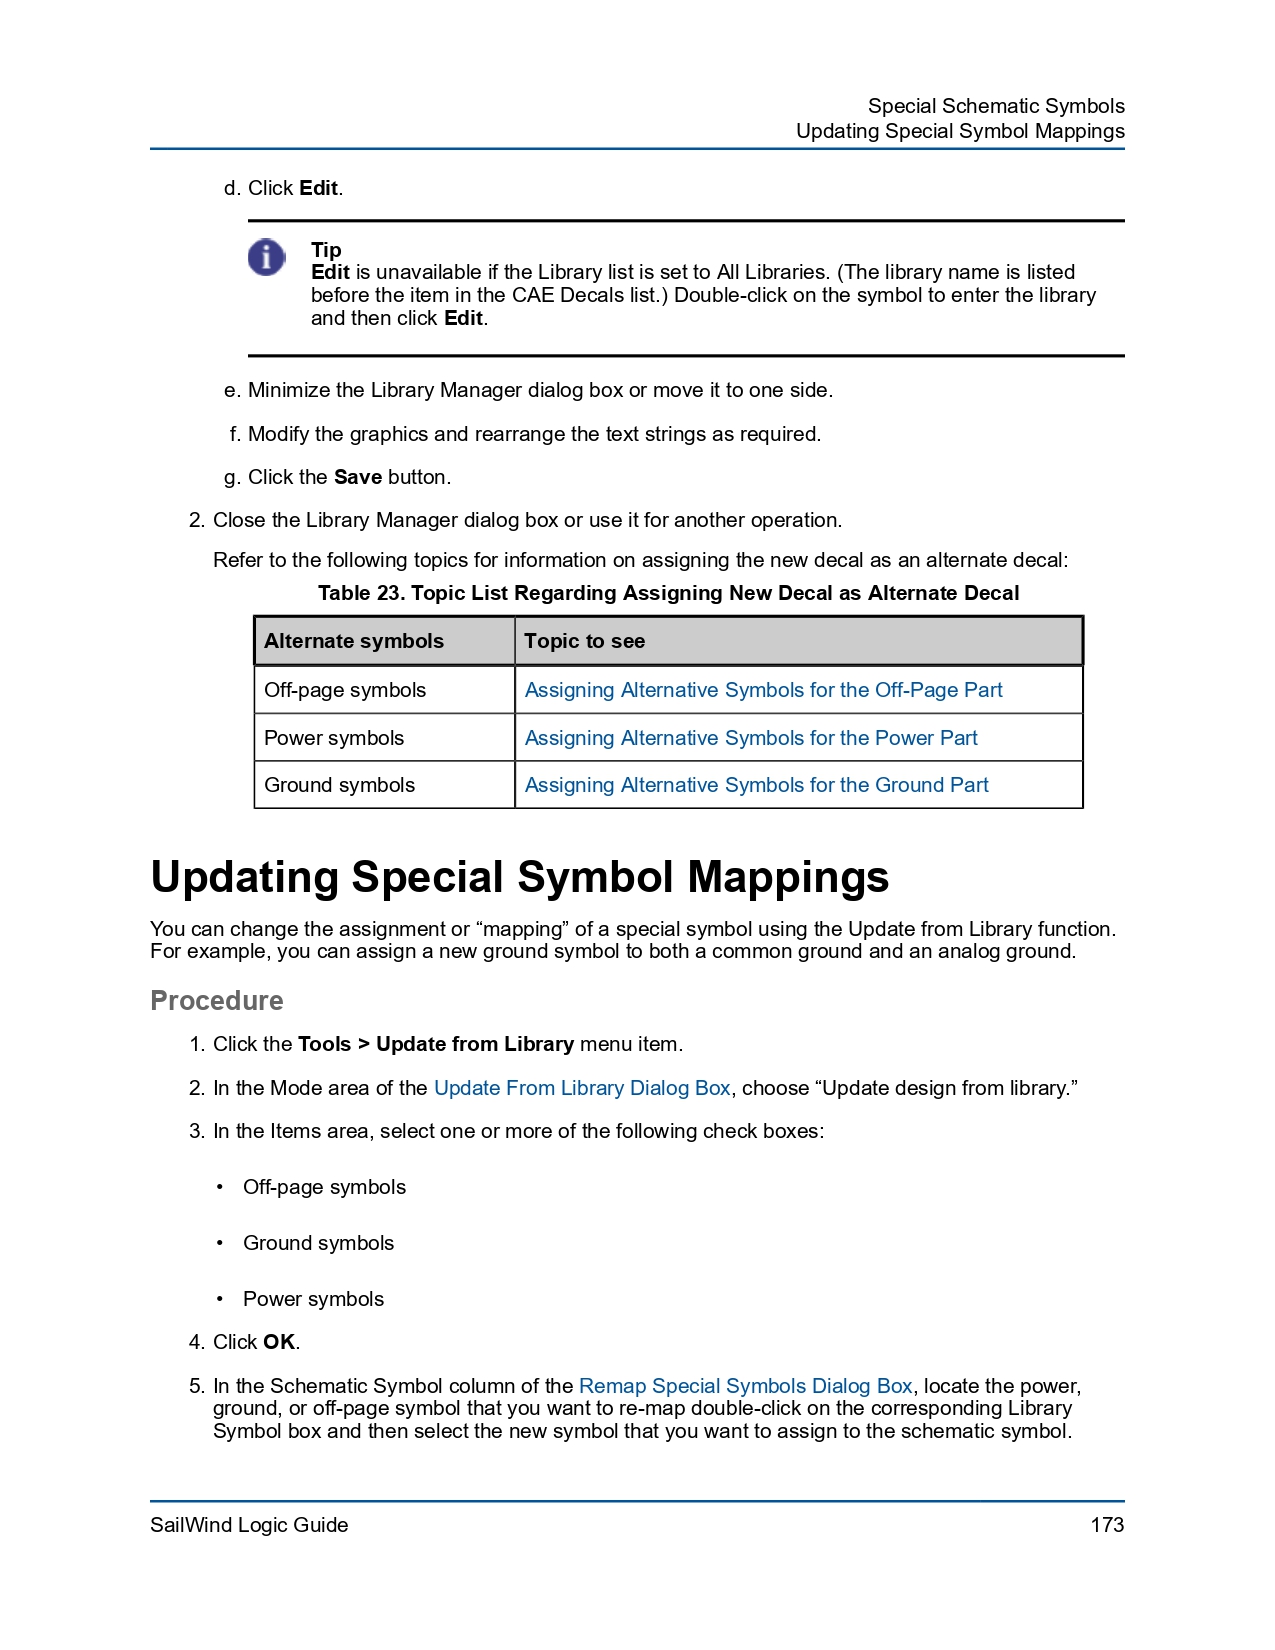 Special Schematic Symbols
Updating Special Symbol Mappings
d. Click Edit.
Tip
Edit is unavailable if the Library list is set to All Libraries. (The library name is listed
before the item in the CAE Decals list.) Double-click on the symbol to enter the library
and then click Edit.
e. Minimize the Library Manager dialog box or move it to one side.
f. Modify the graphics and rearrange the text strings as required.
g. Click the Save button.
2. Close the Library Manager dialog box or use it for another operation.
Refer to the following topics for information on assigning the new decal as an alternate decal:
Table 23. Topic List Regarding Assigning New Decal as Alternate Decal
Alternate symbols Topic to see
Off-page symbols Assigning Alternative Symbols for the Off-Page Part
Power symbols Assigning Alternative Symbols for the Power Part
Ground symbols Assigning Alternative Symbols for the Ground Part
Updating Special Symbol Mappings
You can change the assignment or “mapping” of a special symbol using the Update from Library function.
For example, you can assign a new ground symbol to both a common ground and an analog ground.
Procedure
1. Click the Tools > Update from Library menu item.
2. In the Mode area of the Update From Library Dialog Box, choose “Update design from library.”
3. In the Items area, select one or more of the following check boxes:
• Off-page symbols
• Ground symbols
• Power symbols
4. Click OK.
5. In the Schematic Symbol column of the Remap Special Symbols Dialog Box, locate the power,
ground, or off-page symbol that you want to re-map double-click on the corresponding Library
Symbol box and then select the new symbol that you want to assign to the schematic symbol.
SailWind Logic Guide 173